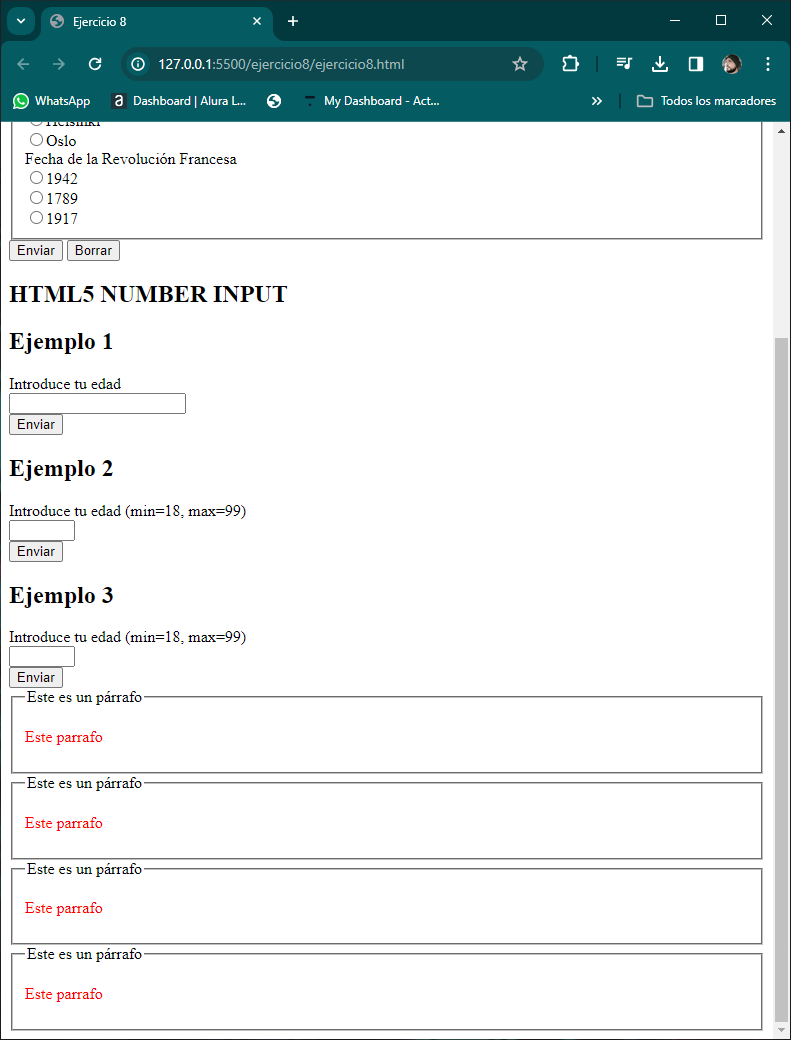 Ejercicio 8
127.0.0.1:5500/ejercicio8/ejercicio8.html
WhatsApp
Dashboard | Alura L...
My Dashboard - Act...
Todos los marcadores
Helsinki
Oslo
Fecha de la Revolución Francesa
1942
1789
1917
Enviar Borrar
HTML5 NUMBER INPUT
Ejemplo 1
Introduce tu edad
Enviar
Ejemplo 2
Introduce tu edad (min=18, max=99)
Enviar
Ejemplo 3
Introduce tu edad (min=18, max=99)
Enviar
Este es un párrafo
Este parrafo
Este es un párrafo
Este parrafo
Este es un párrafo
Este parrafo
Este es un párrafo
Este parrafo